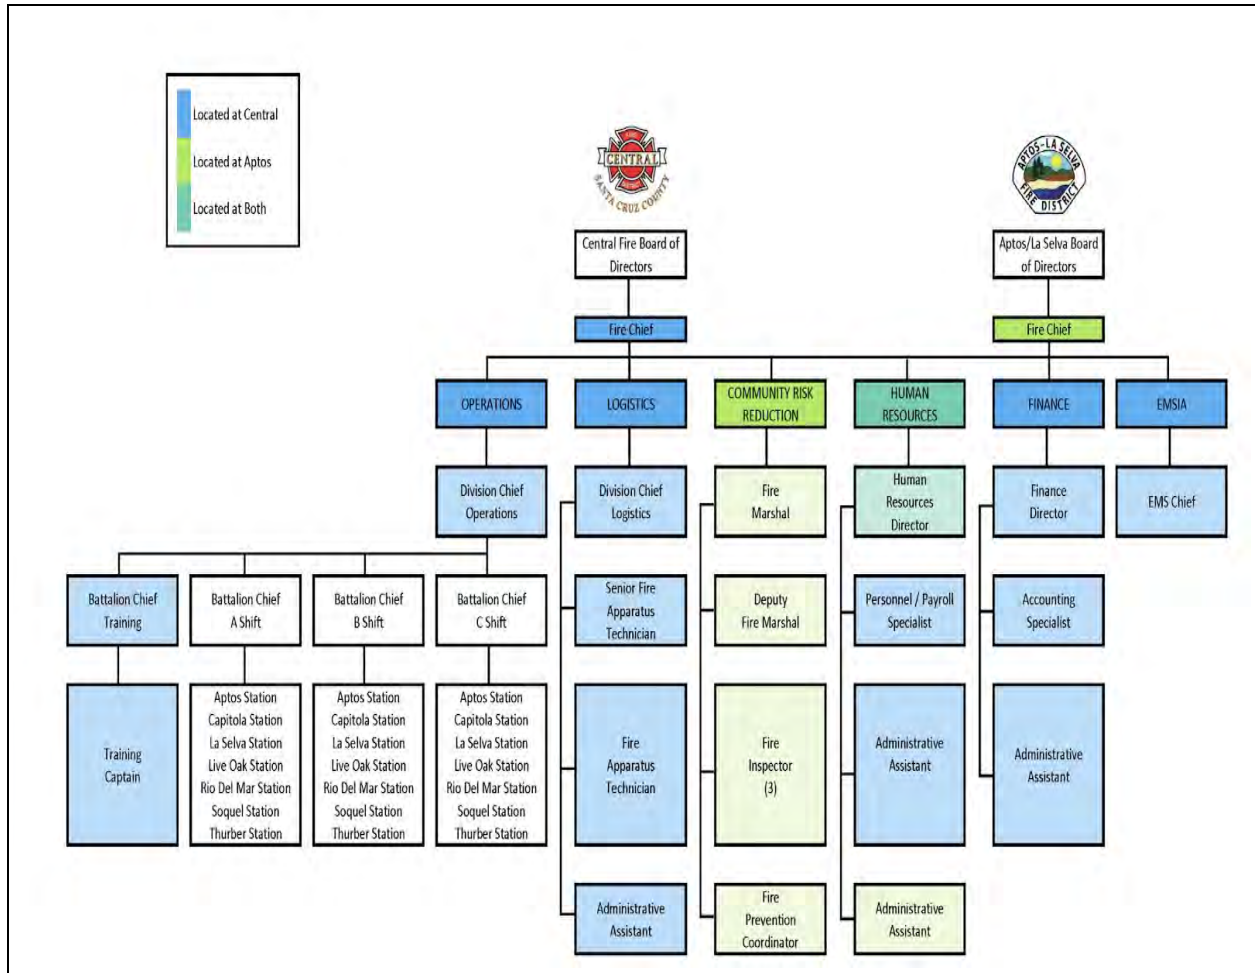 Located at Central
Located at Aptos
Located at Both
FIRE
CENTRAL
DISTRICT
SANTA CRUZ COUNTY
APTOS-LA SELVA
FIRE DISTRICT
Central Fire Board of
Directors
Aptos/La Selva Board
of Directors
Fire Chief
Fire Chief
OPERATIONS
LOGISTICS
COMMUNITY RISK
REDUCTION
HUMAN
RESOURCES
FINANCE
EMSIA
Division Chief
Operations
Division Chief
Logistics
Fire
Marshal
Human
Resources
Director
Finance
Director
EMS Chief
Battalion Chief
Training
Battalion Chief
A Shift
Battalion Chief
B Shift
Battalion Chief
C Shift
Senior Fire
Apparatus
Technician
Deputy
Fire Marshal
Personnel / Payroll
Specialist
Accounting
Specialist
Training
Captain
Aptos Station
Capitola Station
La Selva Station
Live Oak Station
Rio Del Mar Station
Soquel Station
Thurber Station
Aptos Station
Capitola Station
La Selva Station
Live Oak Station
Rio Del Mar Station
Soquel Station
Thurber Station
Aptos Station
Capitola Station
La Selva Station
Live Oak Station
Rio Del Mar Station
Soquel Station
Thurber Station
Fire
Apparatus
Technician
Fire
Inspector
(3)
Administrative
Assistant
Administrative
Assistant
Administrative
Assistant
Fire
Prevention
Coordinator
Administrative
Assistant